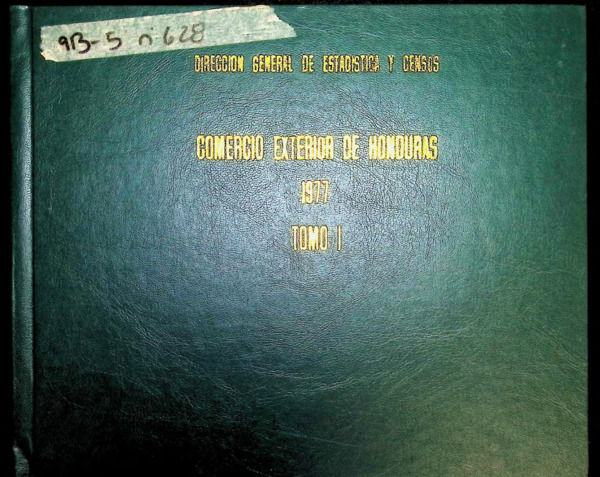 9B-5 n 628
DIRECCION GENERAL DE ESTADISTICA Y CENSOS
COMERCIO EXTERIOR DE HONDURAS
1977
TOMO I